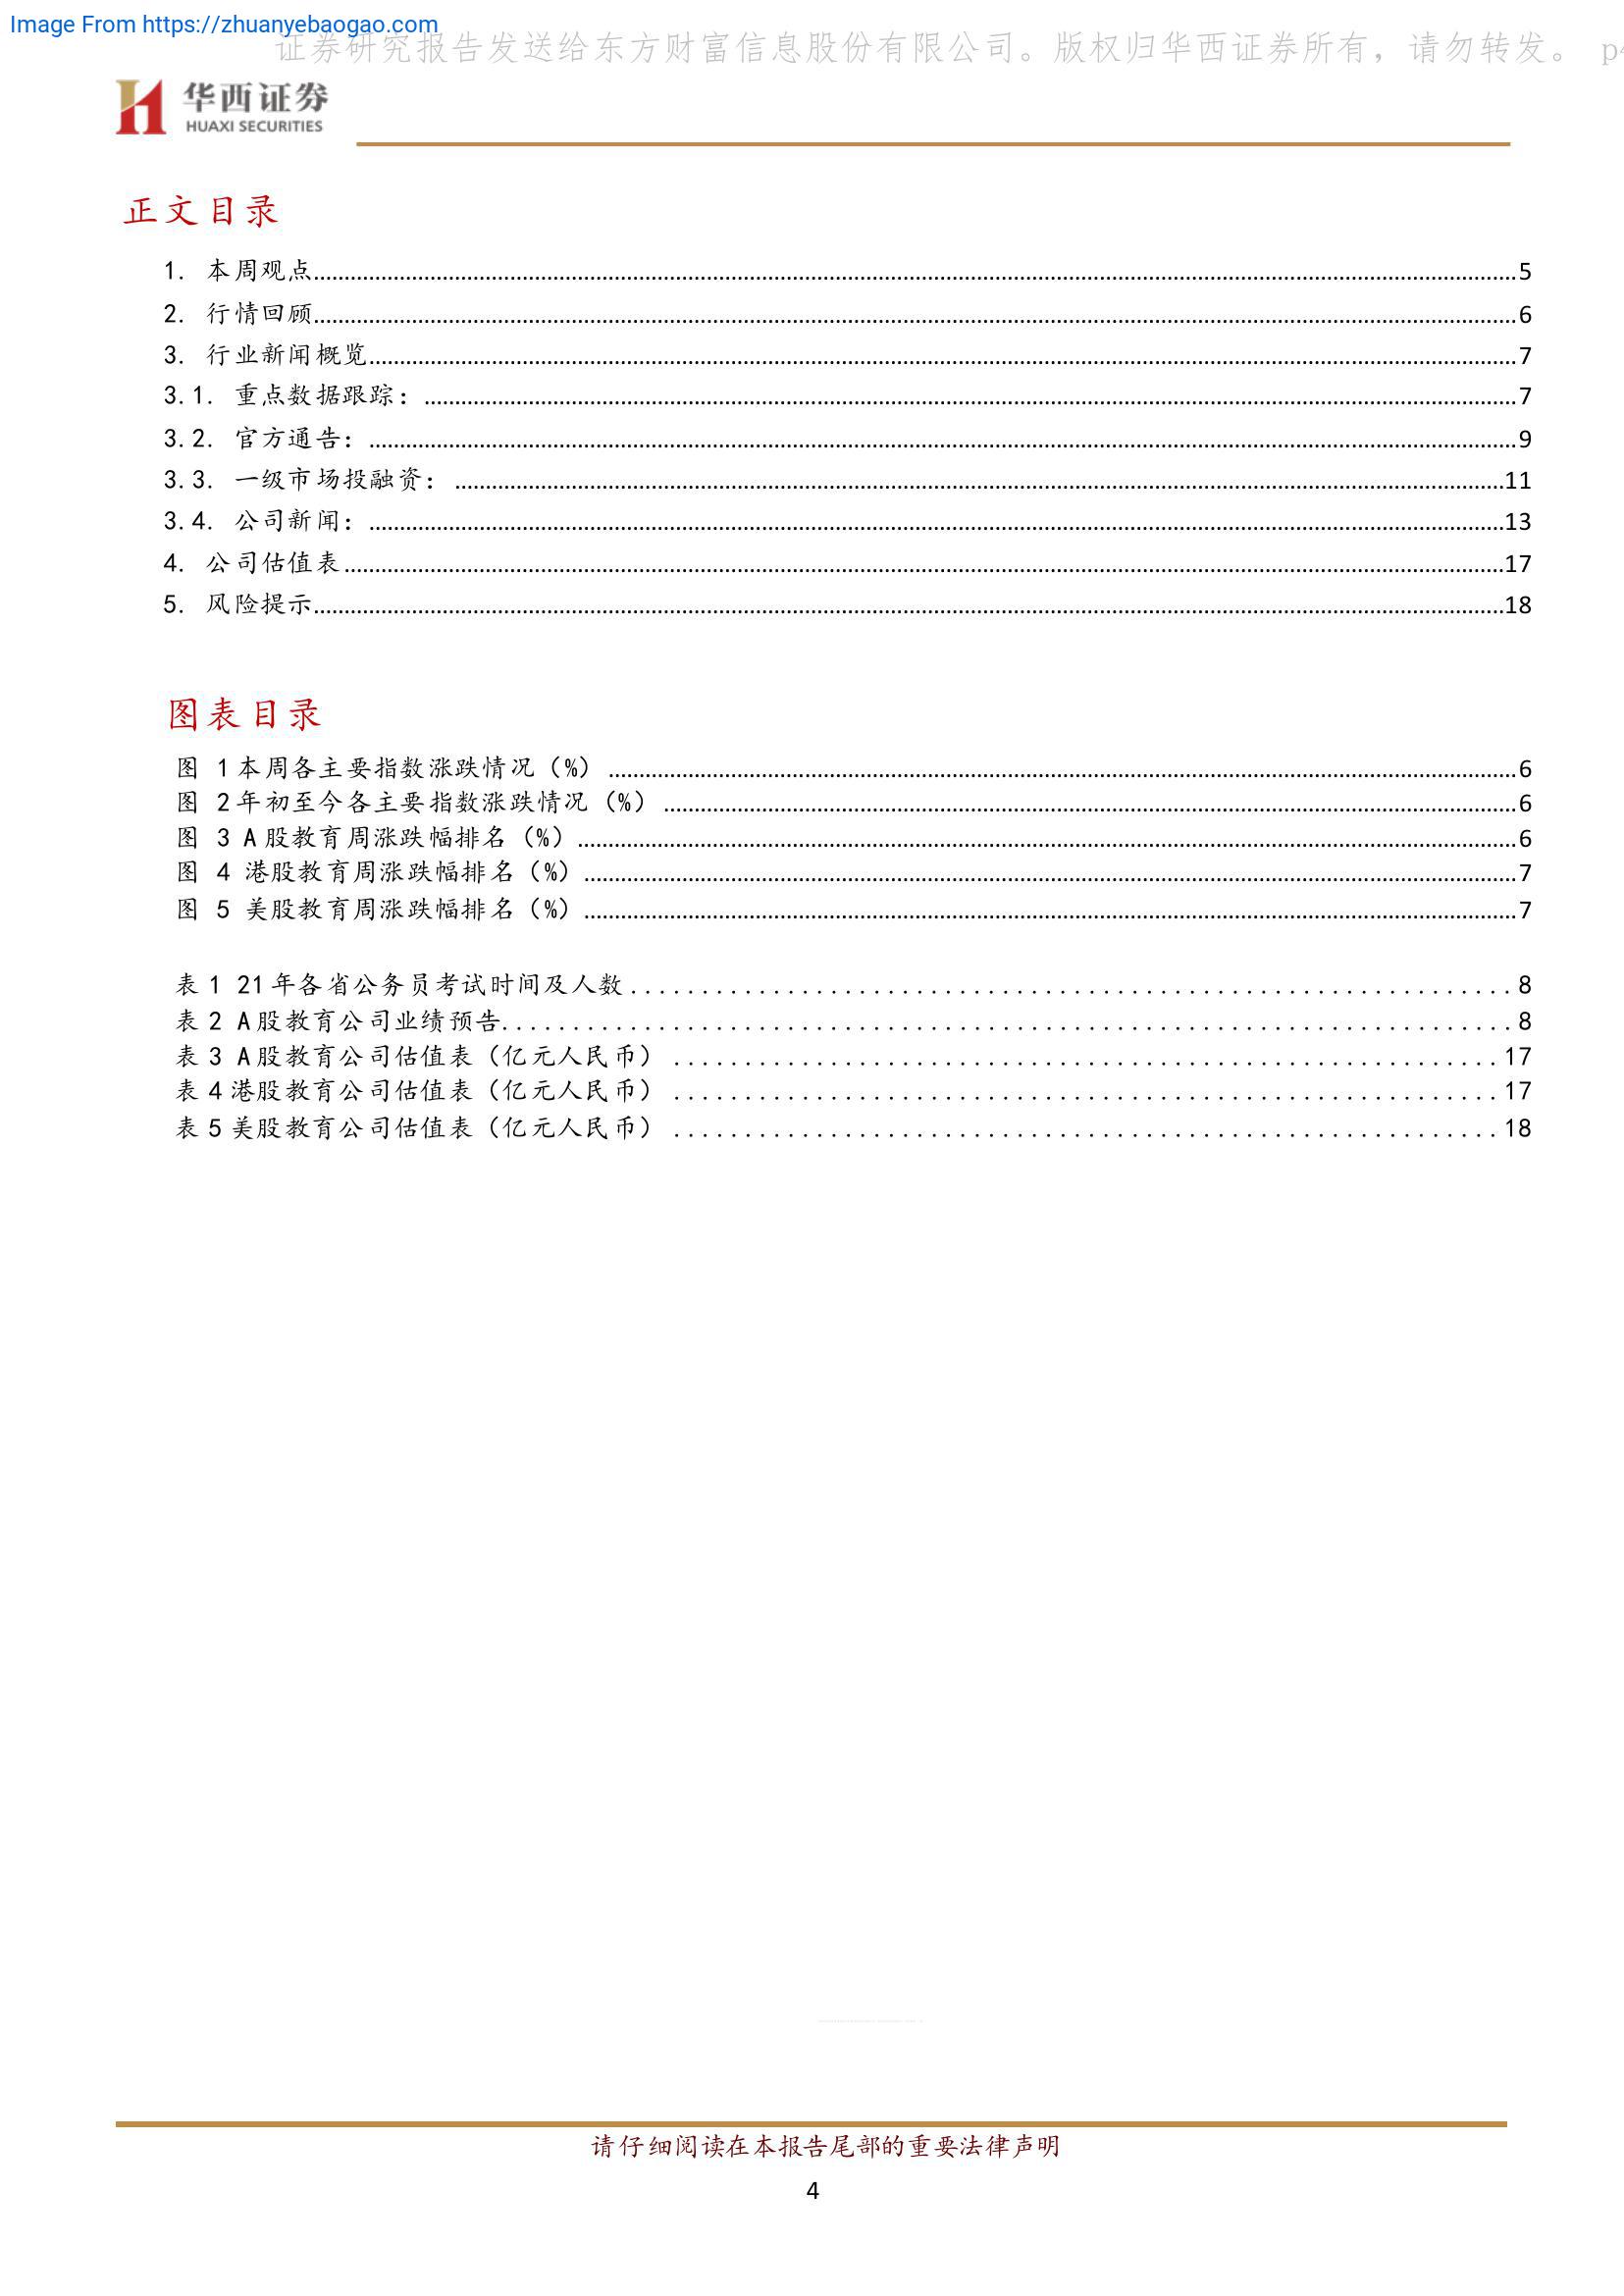 Image From https://zhuanyebaogao.com
证券研究报告发送给东方财富信息股份有限公司。版权归华西证券所有，请勿转发。 p4
华西证券
HUAXI SECURITIES
正文目录
1. 本周观点........5
2. 行情回顾........6
3. 行业新闻概览........7
3.1. 重点数据跟踪：........7
3.2. 官方通告：........9
3.3. 一级市场投融资：........11
3.4. 公司新闻：........13
4. 公司估值表........17
5. 风险提示........18
图表目录
图 1本周各主要指数涨跌情况（%）........6
图 2年初至今各主要指数涨跌情况（%）........6
图 3 A股教育周涨跌幅排名（%）........6
图 4 港股教育周涨跌幅排名（%）........7
图 5 美股教育周涨跌幅排名（%）........7
表 1 21年各省公务员考试时间及人数........8
表 2 A股教育公司业绩预告........8
表 3 A股教育公司估值表（亿元人民币）........17
表 4港股教育公司估值表（亿元人民币）........17
表 5美股教育公司估值表（亿元人民币）........18
请仔细阅读在本报告尾部的重要法律声明
4